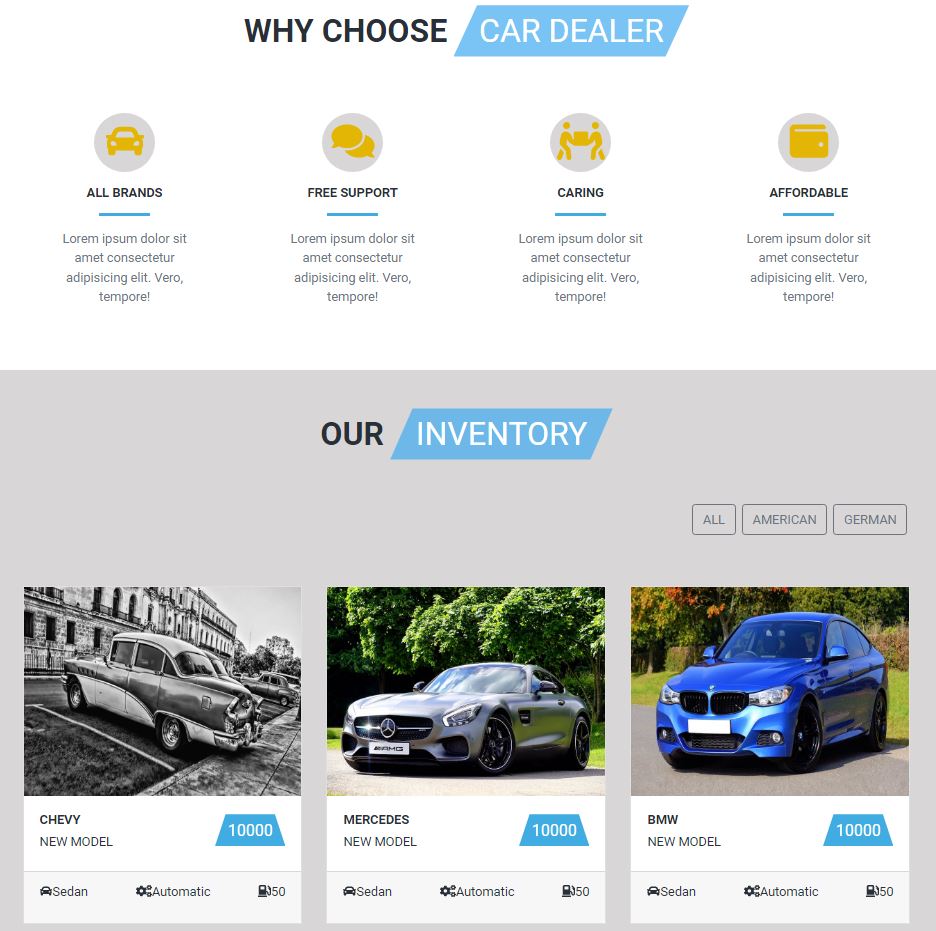 WHY CHOOSE CAR DEALER
ALL BRANDS
Lorem ipsum dolor sit
amet consectetur
adipisicing elit. Vero,
tempore!
FREE SUPPORT
Lorem ipsum dolor sit
amet consectetur
adipisicing elit. Vero,
tempore!
CARING
Lorem ipsum dolor sit
amet consectetur
adipisicing elit. Vero,
tempore!
AFFORDABLE
Lorem ipsum dolor sit
amet consectetur
adipisicing elit. Vero,
tempore!
OUR INVENTORY
ALL AMERICAN GERMAN
AMG
CHEVY
NEW MODEL
10000
Sedan Automatic 50
MERCEDES
NEW MODEL
10000
Sedan Automatic 50
BMW
NEW MODEL
10000
Sedan Automatic 50